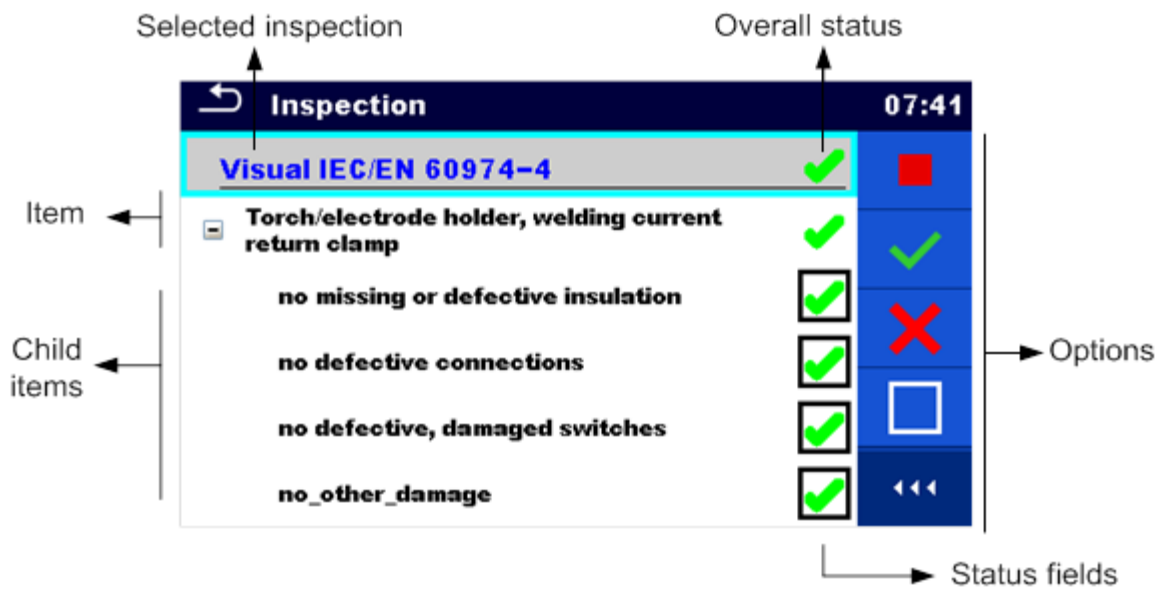 Selected inspection
Overall status
Inspection
07:41
Visual IEC/EN 60974-4
Item
Torch/electrode holder, welding current
return clamp
no missing or defective insulation
Child
items
no defective connections
Options
no defective, damaged switches
no_other_damage
Status fields